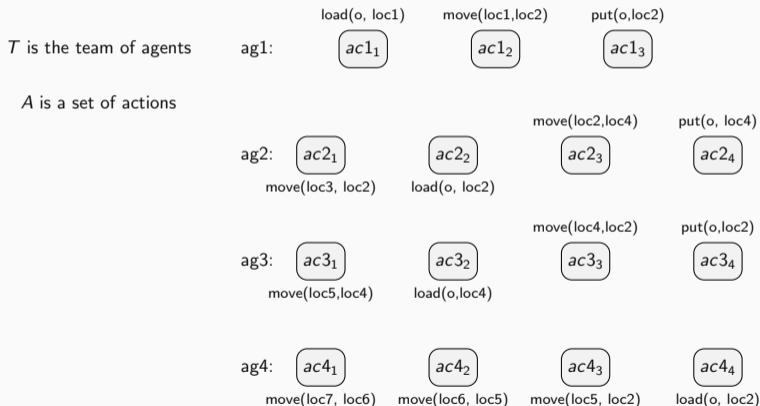 load(o, loc1) move(loc1,loc2) put(o,loc2)
T is the team of agents ag1: ac1₁ ac1₂ ac1₃
A is a set of actions
move(loc2,loc4) put(o, loc4)
ag2: ac2₁ ac2₂ ac2₃ ac2₄
move(loc3, loc2) load(o, loc2)
move(loc4,loc2) put(o,loc2)
ag3: ac3₁ ac3₂ ac3₃ ac3₄
move(loc5,loc4) load(o,loc4)
ag4: ac4₁ ac4₂ ac4₃ ac4₄
move(loc7, loc6) move(loc6, loc5) move(loc5, loc2) load(o, loc2)